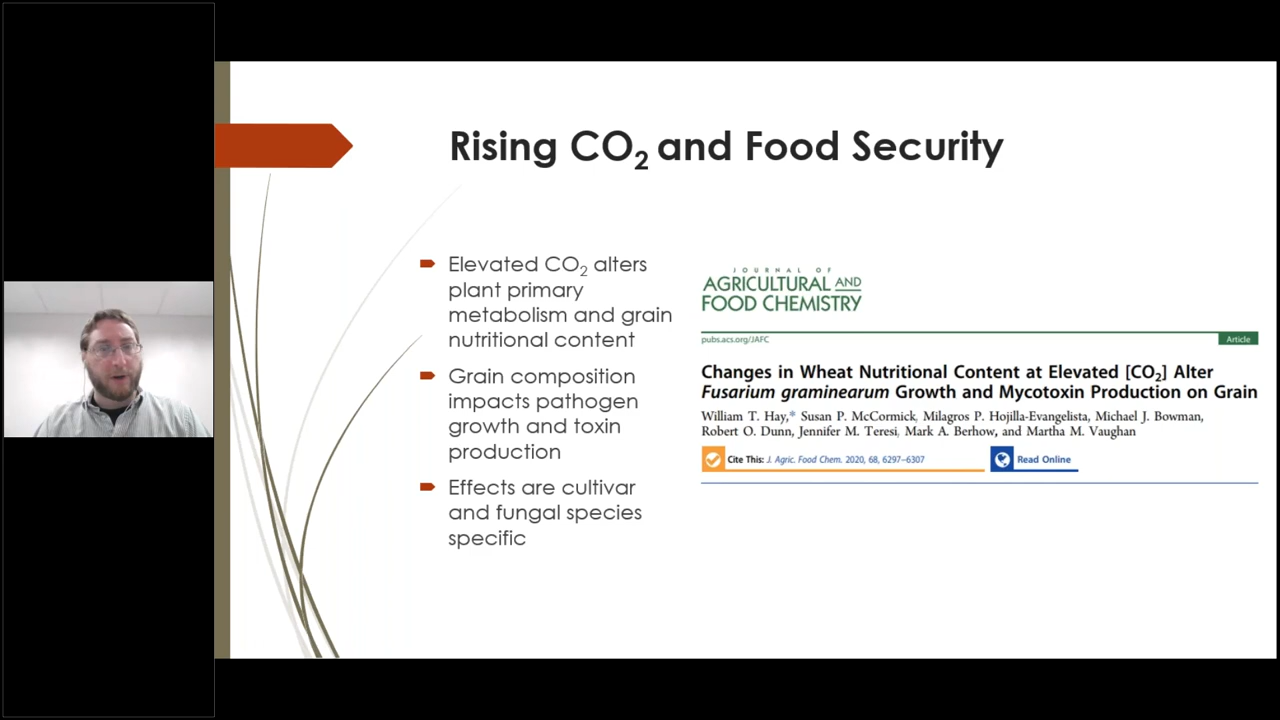 Rising CO₂ and Food Security
Elevated CO₂ alters
plant primary
metabolism and grain
nutritional content
Grain composition
impacts pathogen
growth and toxin
production
Effects are cultivar
and fungal species
specific
JOURNAL OF
AGRICULTURAL AND
FOOD CHEMISTRY
pubs.acs.org/JAFC
Article
Changes in Wheat Nutritional Content at Elevated [CO₂] Alter
Fusarium graminearum Growth and Mycotoxin Production on Grain
William T. Hay,* Susan P. McCormick, Milagros P. Hojilla-Evangelista, Michael J. Bowman,
Robert O. Dunn, Jennifer M. Teresi, Mark A. Berhow, and Martha M. Vaughan
Cite This: J. Agric. Food Chem. 2020, 68, 6297–6307
Read Online